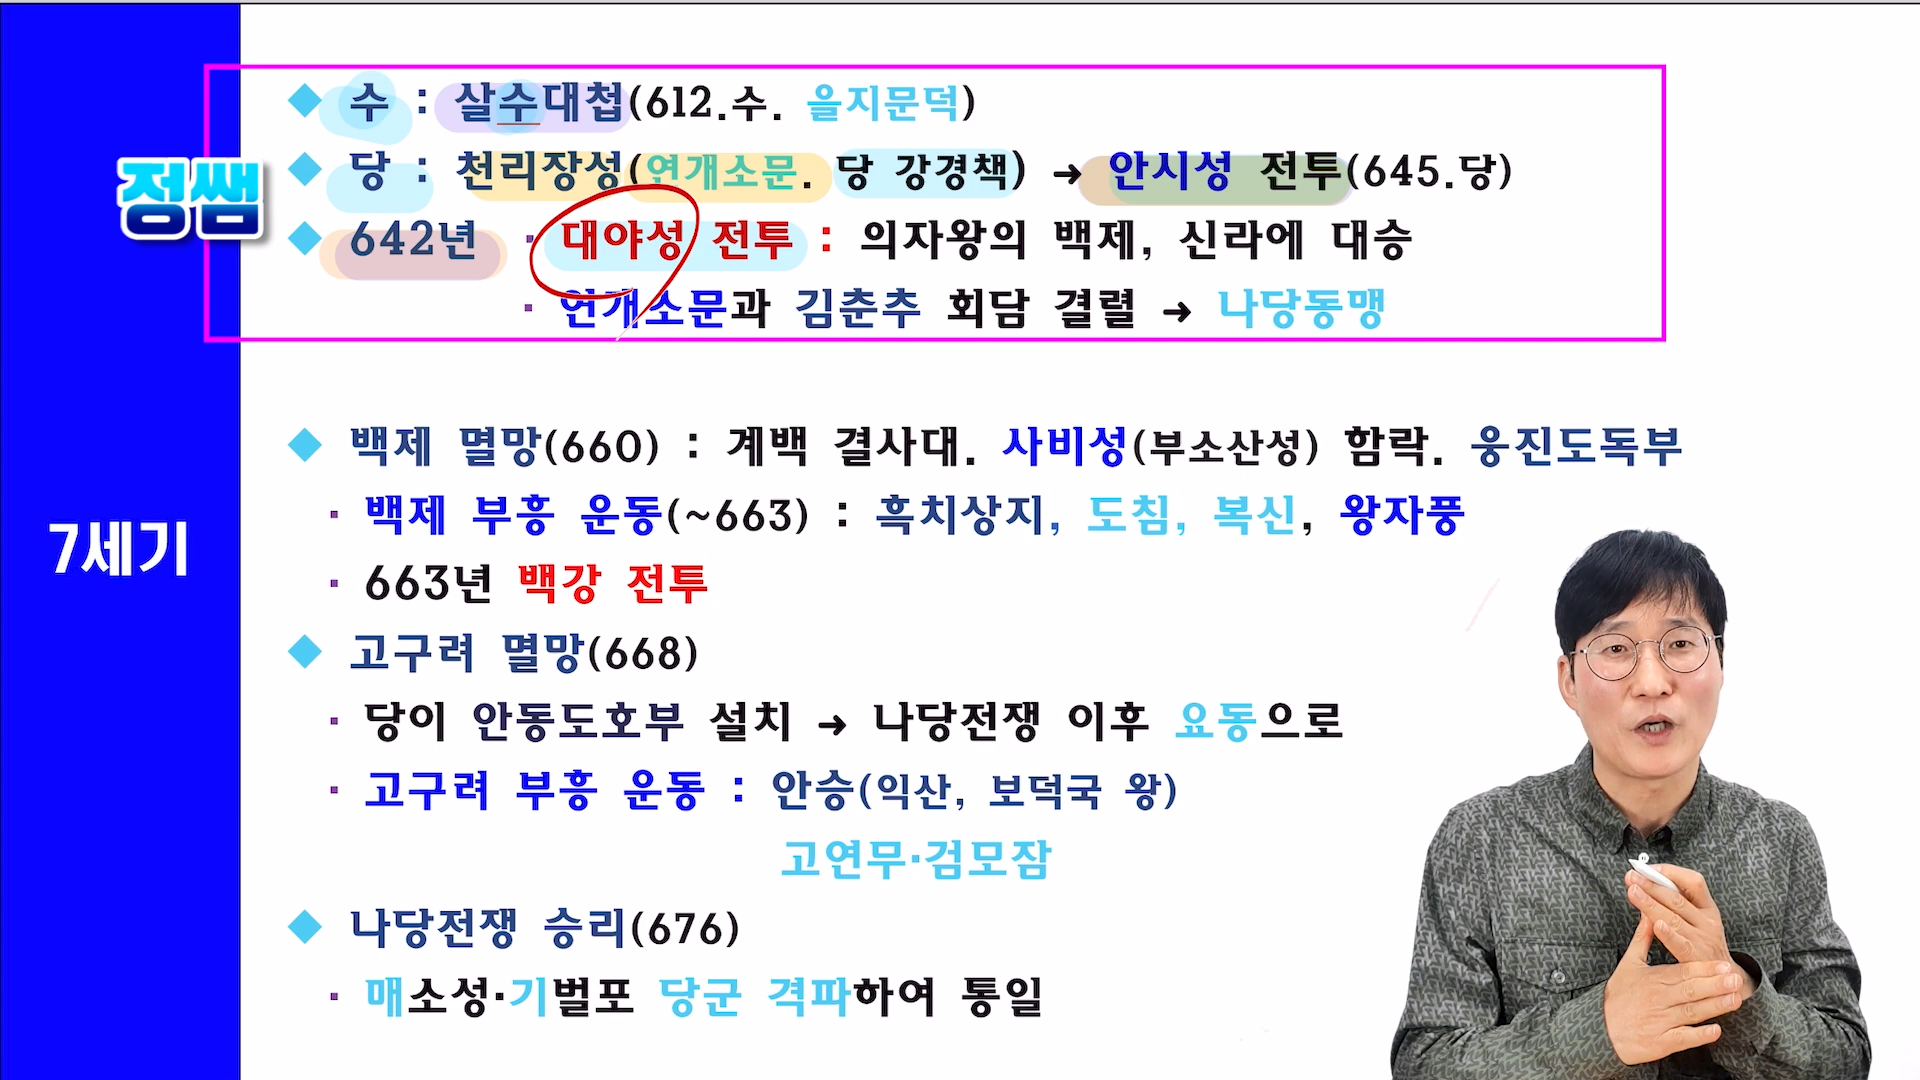 수 : 살수대첩(612.수. 을지문덕)
당 : 천리장성(연개소문. 당 강경책) → 안시성 전투(645.당)
정쌤
642년 · 대야성 전투 : 의자왕의 백제, 신라에 대승
· 연개소문과 김춘추 회담 결렬 → 나당동맹
백제 멸망(660) : 계백 결사대. 사비성(부소산성) 함락. 웅진도독부
· 백제 부흥 운동(~663) : 흑치상지, 도침, 복신, 왕자풍
7세기
· 663년 백강 전투
고구려 멸망(668)
· 당이 안동도호부 설치 → 나당전쟁 이후 요동으로
· 고구려 부흥 운동 : 안승(익산, 보덕국 왕)
고연무·검모잠
나당전쟁 승리(676)
· 매소성·기벌포 당군 격파하여 통일